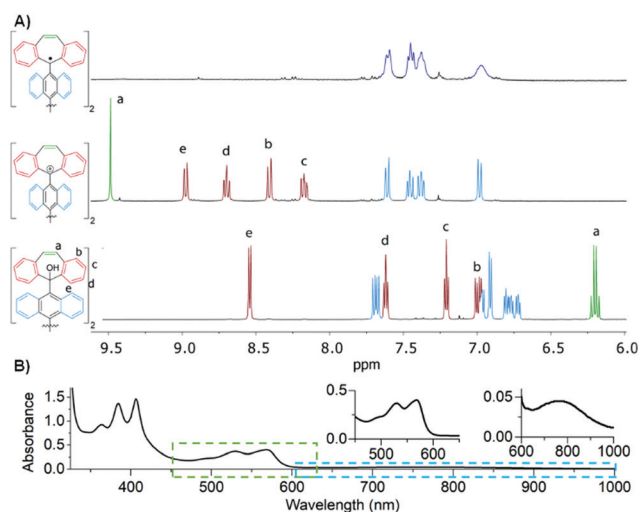 A)
2
a
e
d
b
c
2
a
OH
b
c
d
e
2
e
d
c
b
a
9.5 9.0 8.5 8.0 7.5 7.0 6.5 6.0
ppm
B)
Absorbance
1.5
1.0
0.5
0.0
0.5
0.0
500 600
0.05
0.00
600 800 1000
400 500 600 700 800 900 1000
Wavelength (nm)